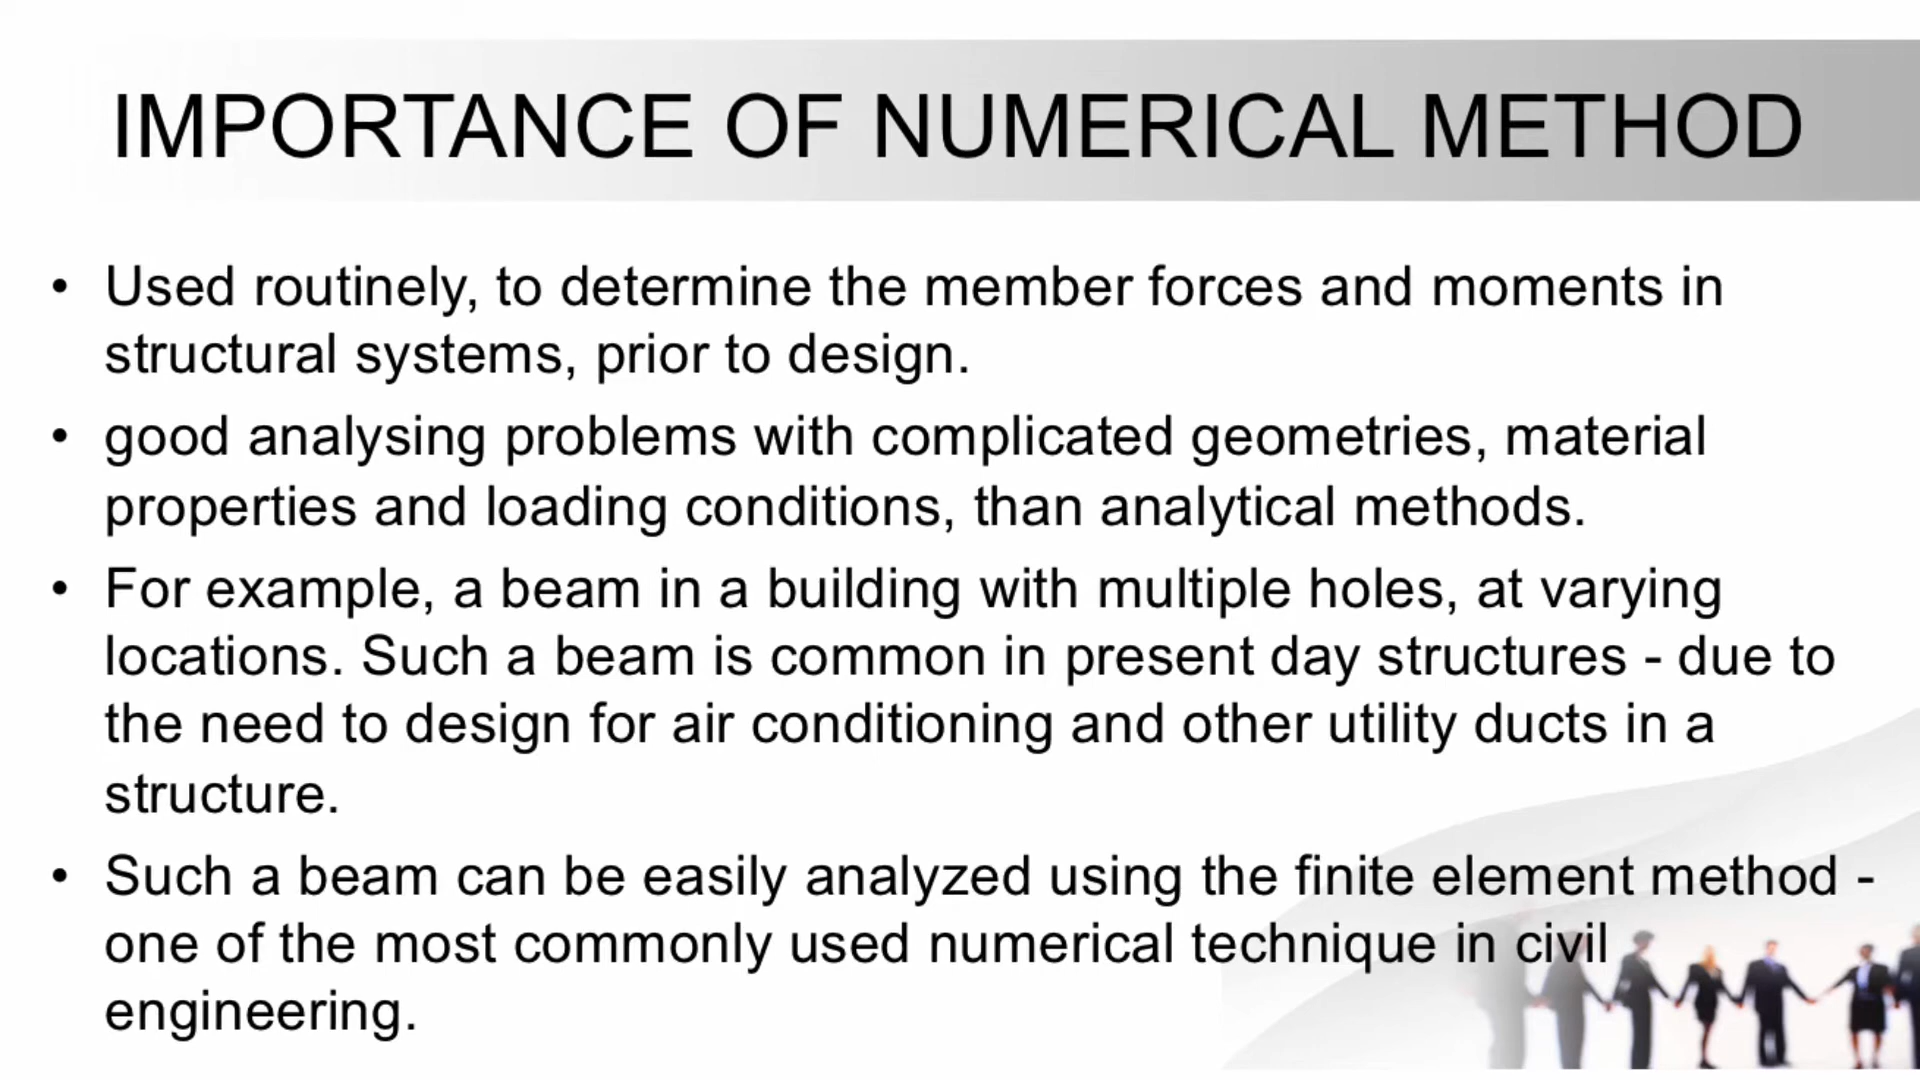 IMPORTANCE OF NUMERICAL METHOD
• Used routinely, to determine the member forces and moments in
structural systems, prior to design.
• good analysing problems with complicated geometries, material
properties and loading conditions, than analytical methods.
• For example, a beam in a building with multiple holes, at varying
locations. Such a beam is common in present day structures - due to
the need to design for air conditioning and other utility ducts in a
structure.
• Such a beam can be easily analyzed using the finite element method -
one of the most commonly used numerical technique in civil
engineering.